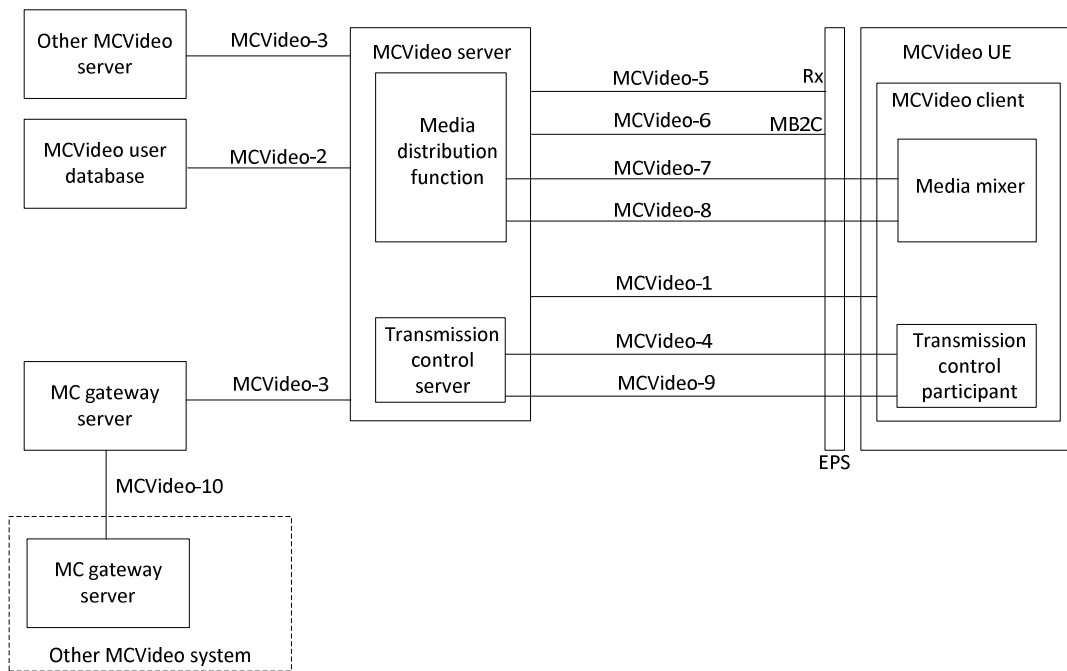 Other MCVideo
server
MCVideo-3
MCVideo user
database
MCVideo-2
MC gateway
server
MCVideo-3
MCVideo-10
MC gateway
server
Other MCVideo system
MCVideo server
Media
distribution
function
Transmission
control
server
MCVideo-5
Rx
MCVideo-6
MB2C
MCVideo-7
MCVideo-8
MCVideo-1
MCVideo-4
MCVideo-9
EPS
MCVideo UE
MCVideo client
Media mixer
Transmission
control
participant